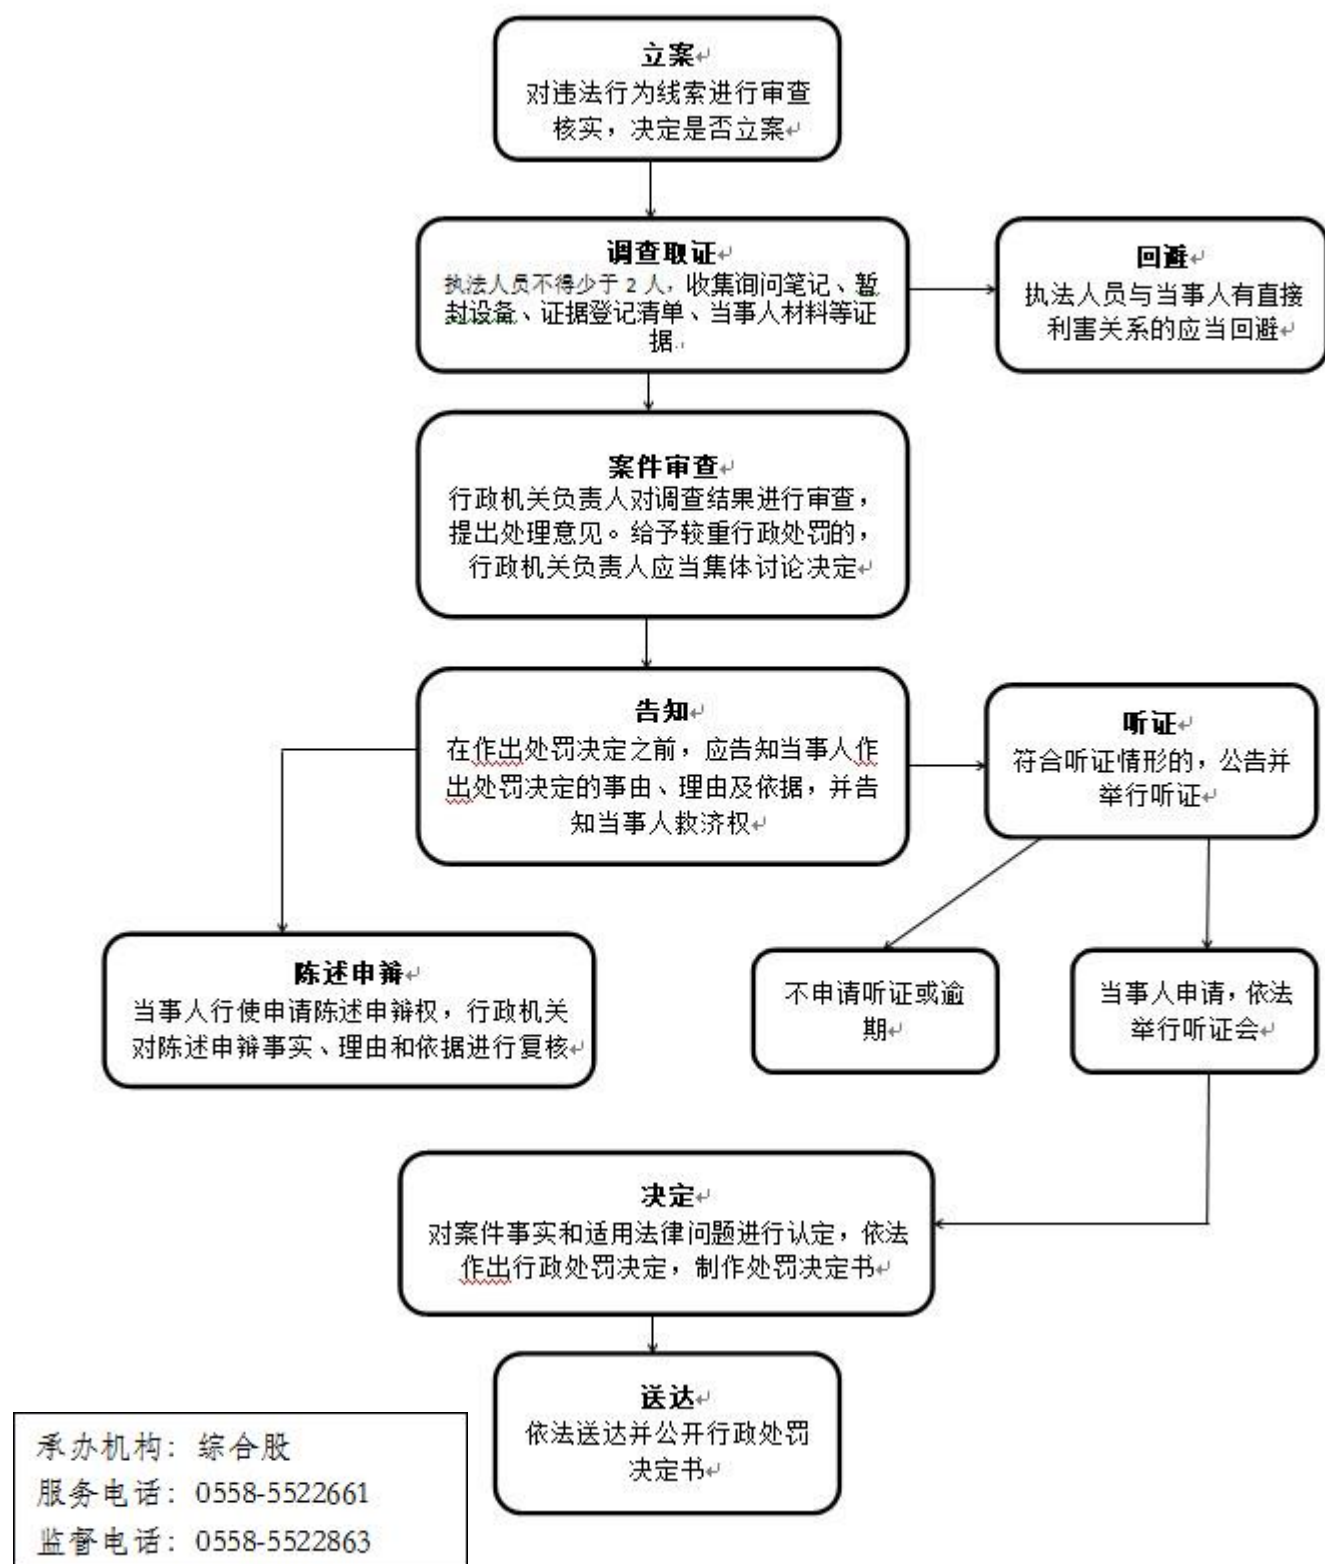 立案
对违法行为线索进行审查
核实，决定是否立案
调查取证
执法人员不得少于 2 人，收集询问笔记、暂
封设备、证据登记清单、当事人材料等证
据.
回避
执法人员与当事人有直接
利害关系的应当回避
案件审查
行政机关负责人对调查结果进行审查，
提出处理意见。给予较重行政处罚的，
行政机关负责人应当集体讨论决定
告知
在作出处罚决定之前，应告知当事人作
出处罚决定的事由、理由及依据，并告
知当事人救济权
听证
符合听证情形的，公告并
举行听证
陈述申辩
当事人行使申请陈述申辩权，行政机关
对陈述申辩事实、理由和依据进行复核
不申请听证或逾
期
当事人申请，依法
举行听证会
决定
对案件事实和适用法律问题进行认定，依法
作出行政处罚决定，制作处罚决定书
送达
依法送达并公开行政处罚
决定书
承办机构：综合股
服务电话：0558-5522661
监督电话：0558-5522863